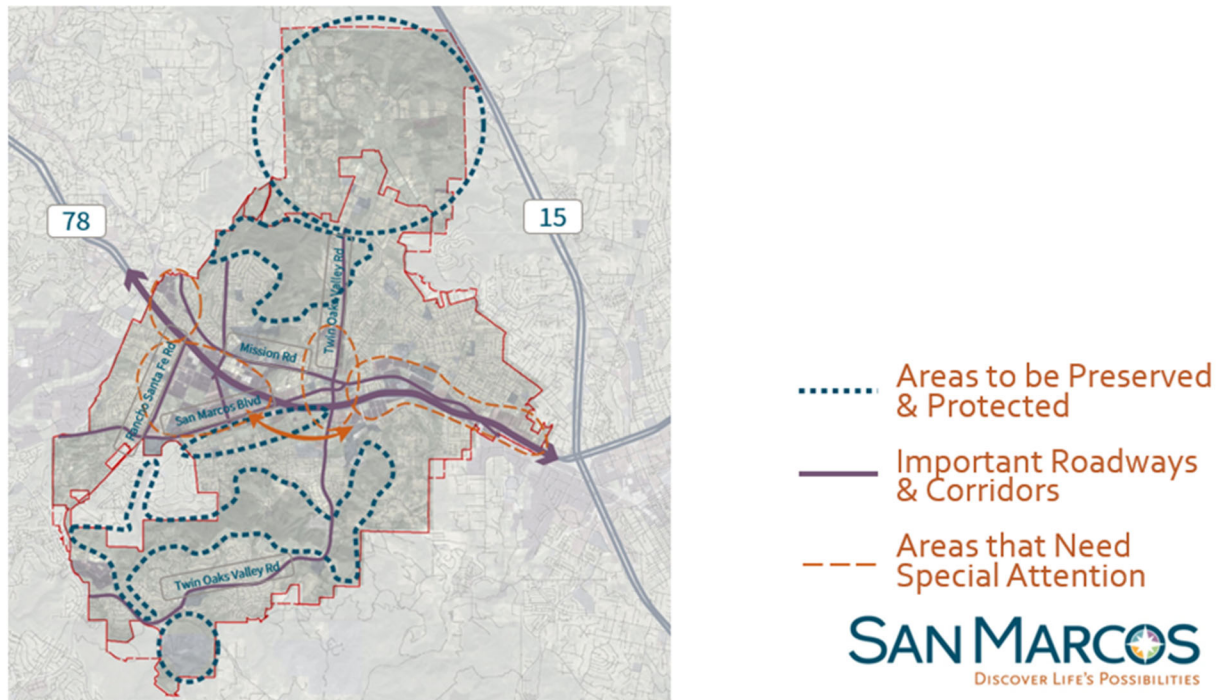 78
15
Twin Oaks Valley Rd
Mission Rd
Rancho Santa Fe Rd
San Marcos Blvd
Twin Oaks Valley Rd
Areas to be Preserved
& Protected
Important Roadways
& Corridors
Areas that Need
Special Attention
SAN MARCOS
DISCOVER LIFE'S POSSIBILITIES